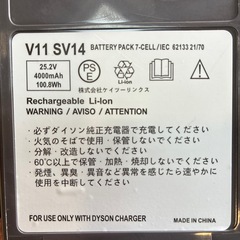 V11 SV14
BATTERY PACK 7-CELL/IEC 62133 21/70
25.2V
4000mAh
100.8Wh
PS
E
Li-ion
株式会社ケイツーリンクス
Rechargeable Li-Ion
WARNING / AVISO / ATTENTION
・必ずダイソン純正充電器で充電してください
・火気のそばで使用、保管、充電しないでください
・分解・改造しないでください
・60℃以上で保管・加熱・焼却しないでください
・発熱、異臭、異音など異常を感じたら速やかに
使用を中止してください
FOR USE ONLY WITH DYSON CHARGER
MADE IN CHINA